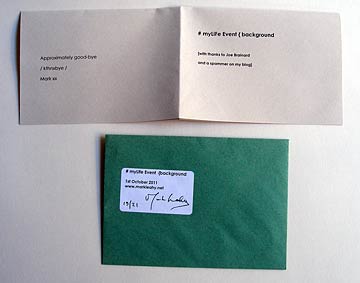 Approximately good-bye
/ kthnxbye /
Mark xx
# myLife Event { background
[with thanks to Joe Brainard
and a spammer on my blog]
# myLife Event {background
1st October 2011
www.markleahy.net
19/21